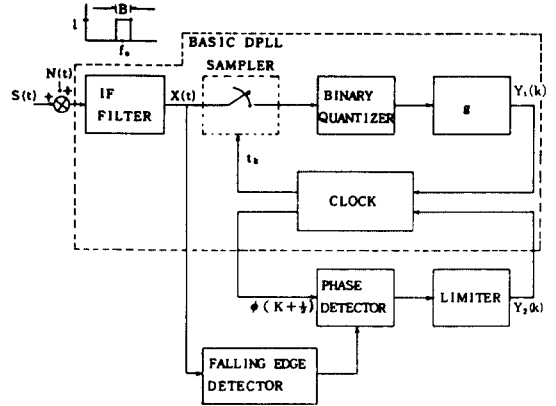 B
1
f₀
BASIC DPLL
SAMPLER
N(t)
+
S(t)
+
IF
FILTER
X(t)
BINARY
QUANTIZER
g
Y₁(k)
tₖ
CLOCK
ϕ(K+½)
PHASE
DETECTOR
LIMITER
Y₂(k)
FALLING EDGE
DETECTOR